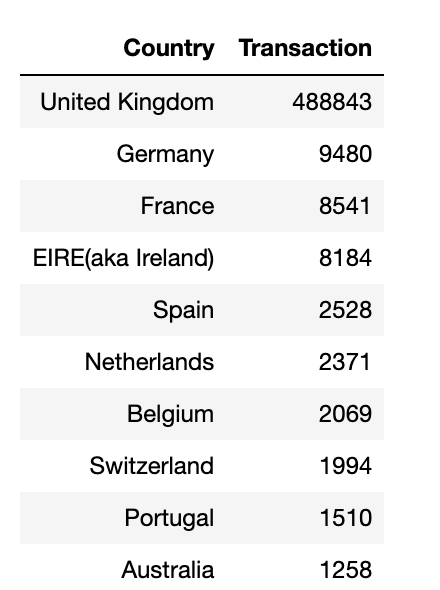 Country Transaction
United Kingdom 488843
Germany 9480
France 8541
EIRE(aka Ireland) 8184
Spain 2528
Netherlands 2371
Belgium 2069
Switzerland 1994
Portugal 1510
Australia 1258